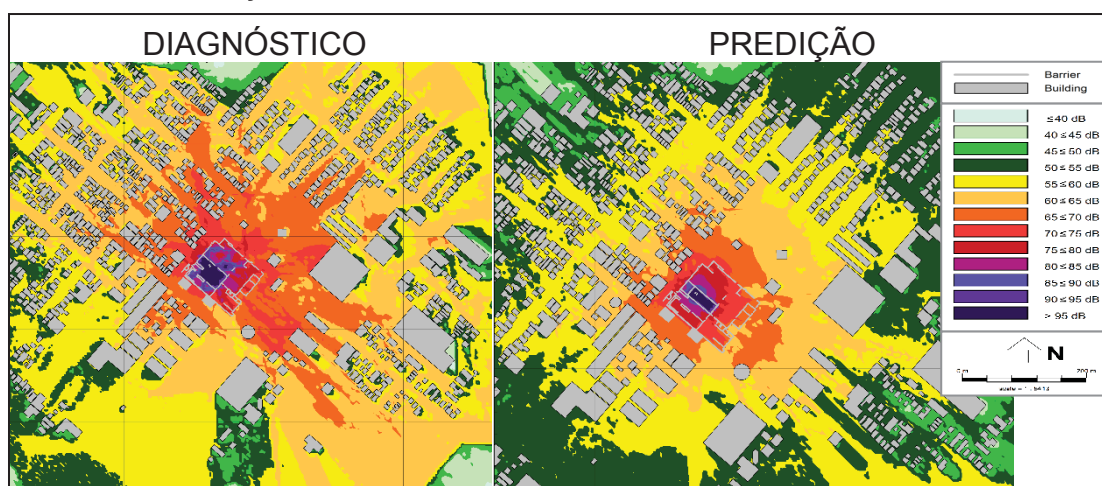 DIAGNÓSTICO
PREDIÇÃO
Barrier
Building
≤40 dB
40 ≤ 45 dB
45 ≤ 50 dB
50 ≤ 55 dB
55 ≤ 60 dB
60 ≤ 65 dB
65 ≤ 70 dB
70 ≤ 75 dB
75 ≤ 80 dB
80 ≤ 85 dB
85 ≤ 90 dB
90 ≤ 95 dB
> 95 dB
N
0 m
200 m